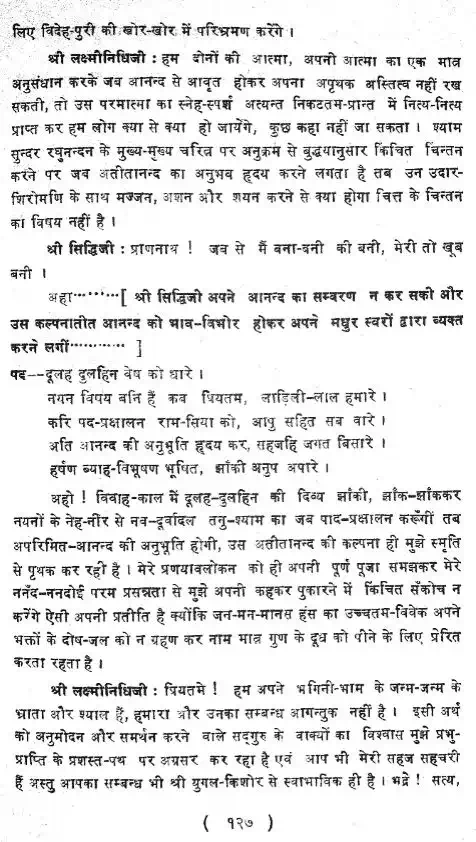 लिए विदेह-पुरी की खोर-खोर में परिभ्रमण करेंगे ।
श्री लक्ष्मीनिधिजी : हम दोनों की आत्मा, अपनी आत्मा का एक मात्र
अनुसंधान करके जब आनन्द से आवृत होकर अपना अपृथक अस्तित्व नहीं रख
सकती, तो उस परमात्मा का स्नेह-स्पर्श अत्यन्त निकटतम-प्रान्त में नित्य-नित्य
प्राप्त कर हम लोग क्या से क्या हो जायेंगे, कुछ कहा नहीं जा सकता । श्याम
सुन्दर रघुनन्दन के मुख्य-मुख्य चरित्र पर अनुक्रम से बुद्धयानुसार किंचित चिन्तन
करने पर जब अतीतानन्द का अनुभव हृदय करने लगता है तब उन उदार-
शिरोमणि के साथ मज्जन, अशन और शयन करने से क्या होगा चित्त के चिन्तन
का विषय नहीं है ।
श्री सिद्धिजी : प्राणनाथ ! जब से मैं बना-बनी की बनी, मेरी तो खूब
बनी ।
अहा·········[ श्री सिद्धिजी अपने आनन्द का सम्वरण न कर सकी और
उस कल्पनातीत आनन्द को भाव-विभोर होकर अपने मधुर स्वरों द्वारा व्यक्त
करने लगीं··········· ]
पद--दूलह दुलहिन वेष को धारे ।
नयन विषय बनि हैं कब पियतम, लाड़िली-लाल हमारे ।
करि पद-प्रक्षालन राम-सिया को, आपु सहित सब वारे ।
अति आनन्द की अनुभूति हृदय कर, सहजहि जगत बिसारे ।
हर्षण ब्याह-विभूषण भूषित, झाँकी अनुप अपारे ।
अहो ! विवाह-काल में दूलह-दुलहिन की दिव्य झांकी, झांक-झांककर
नयनों के नेह-नीर से नव-दूर्वादल तनु-श्याम का जब पाद-प्रक्षालन करूँगी तब
अपरिमित-आनन्द की अनुभूति होगी, उस अतीतानन्द की कल्पना ही मुझे स्मृति
से पृथक कर रही है । मेरे प्रणयावलोकन को ही अपनी पूर्ण पूजा समझकर मेरे
ननँद-ननदोई परम प्रसन्नता से मुझे अपनी कहकर पुकारने में किंचित संकोच न
करेंगे ऐसी अपनी प्रतीति है क्योंकि जन-मन-मानस हंस का उच्चतम-विवेक अपने
भक्तों के दोष-जल को न ग्रहण कर नाम मात्र गुण के दूध को पीने के लिए प्रेरित
करता रहता है ।
श्री लक्ष्मीनिधिजी : प्रियतमे ! हम अपने भगिनी-भाम के जन्म-जन्म के
भ्राता और श्याल हैं, हमारा और उनका सम्बन्ध आगन्तुक नहीं है । इसी अर्थ
को अनुमोदन और समर्थन करने वाले सद्गुरु के वाक्यों का विश्वास मुझे प्रभु-
प्राप्ति के प्रशस्त-पथ पर अग्रसर कर रहा है एवं आप भी मेरी सहज सहचरी
हैं अस्तु आपका सम्बन्ध भी श्री युगल-किशोर से स्वाभाविक ही है । भद्रे ! सत्य,
( १२७ )